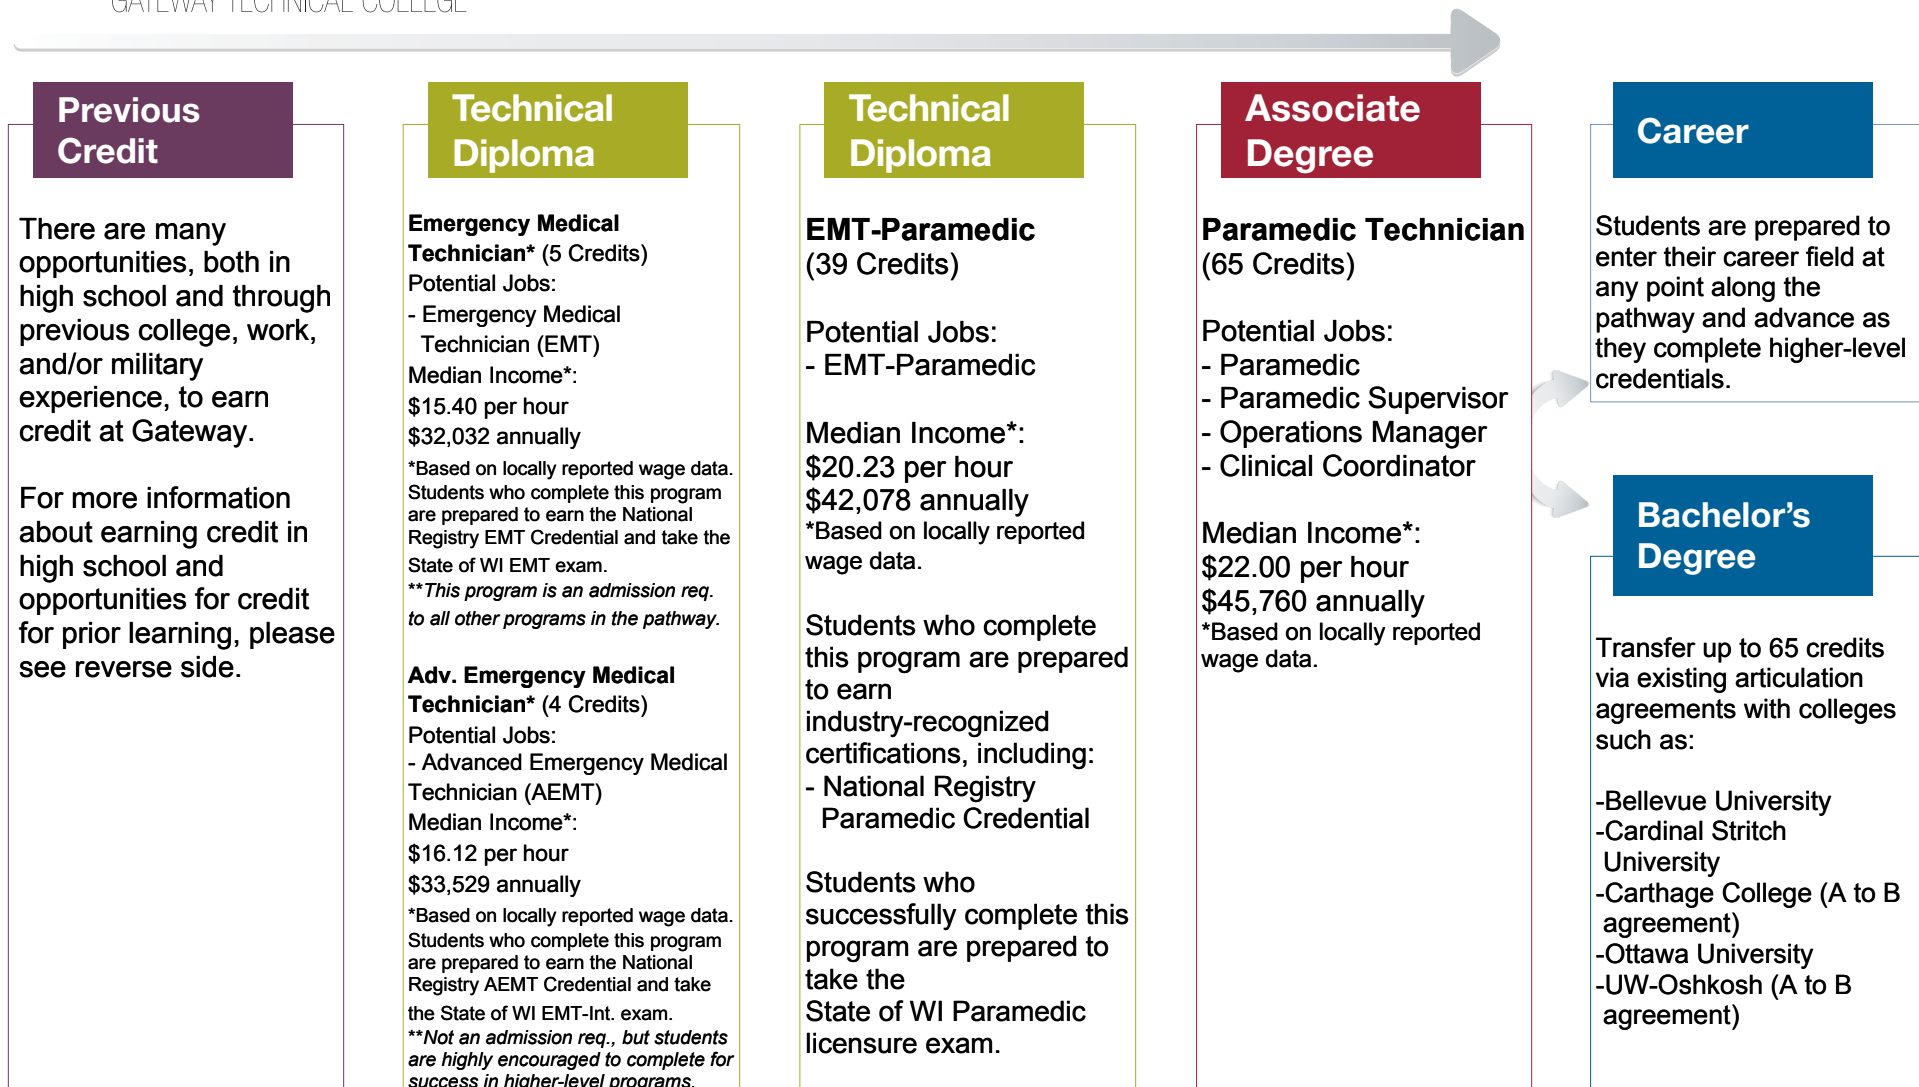 GATEWAY TECHNICAL COLLEGE
Previous
Credit
There are many
opportunities, both in
high school and through
previous college, work,
and/or military
experience, to earn
credit at Gateway.
For more information
about earning credit in
high school and
opportunities for credit
for prior learning, please
see reverse side.
Technical
Diploma
Emergency Medical
Technician* (5 Credits)
Potential Jobs:
- Emergency Medical
Technician (EMT)
Median Income*:
$15.40 per hour
$32,032 annually
*Based on locally reported wage data.
Students who complete this program
are prepared to earn the National
Registry EMT Credential and take the
State of WI EMT exam.
**This program is an admission req.
to all other programs in the pathway.
Adv. Emergency Medical
Technician* (4 Credits)
Potential Jobs:
- Advanced Emergency Medical
Technician (AEMT)
Median Income*:
$16.12 per hour
$33,529 annually
*Based on locally reported wage data.
Students who complete this program
are prepared to earn the National
Registry AEMT Credential and take
the State of WI EMT-Int. exam.
**Not an admission req., but students
are highly encouraged to complete for
success in higher-level programs.
Technical
Diploma
EMT-Paramedic
(39 Credits)
Potential Jobs:
- EMT-Paramedic
Median Income*:
$20.23 per hour
$42,078 annually
*Based on locally reported
wage data.
Students who complete
this program are prepared
to earn
industry-recognized
certifications, including:
- National Registry
Paramedic Credential
Students who
successfully complete this
program are prepared to
take the
State of WI Paramedic
licensure exam.
Associate
Degree
Paramedic Technician
(65 Credits)
Potential Jobs:
- Paramedic
- Paramedic Supervisor
- Operations Manager
- Clinical Coordinator
Median Income*:
$22.00 per hour
$45,760 annually
*Based on locally reported
wage data.
Career
Students are prepared to
enter their career field at
any point along the
pathway and advance as
they complete higher-level
credentials.
Bachelor's
Degree
Transfer up to 65 credits
via existing articulation
agreements with colleges
such as:
-Bellevue University
-Cardinal Stritch
University
-Carthage College (A to B
agreement)
-Ottawa University
-UW-Oshkosh (A to B
agreement)